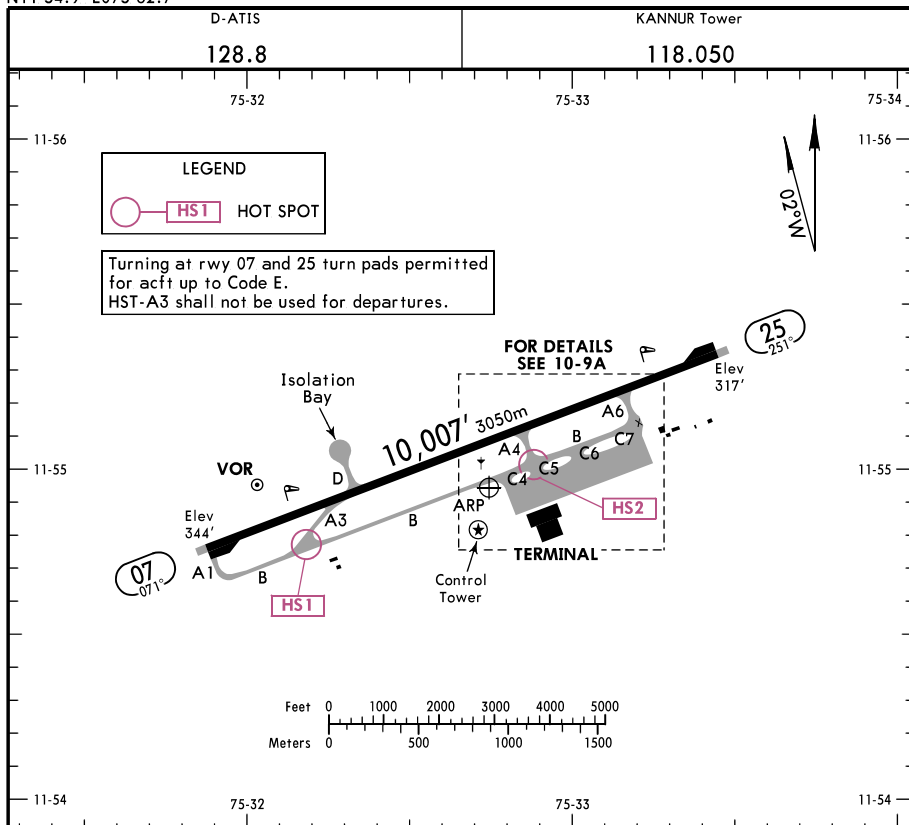 D-ATIS
128.8
KANNUR Tower
118.050
75-32
75-33
75-34
11-56
11-56
LEGEND
HS1 HOT SPOT
02°W
Turning at rwy 07 and 25 turn pads permitted
for acft up to Code E.
HST-A3 shall not be used for departures.
25
251°
FOR DETAILS
SEE 10-9A
Elev
317'
Isolation
Bay
10,007' 3050m
A6
A4
B
C7
C6
C5
C4
11-55
11-55
VOR
D
ARP
HS2
A3
B
Elev
344'
TERMINAL
07
071°
A1
B
Control
Tower
HS1
Feet 0 1000 2000 3000 4000 5000
Meters 0 500 1000 1500
11-54
11-54
75-32
75-33